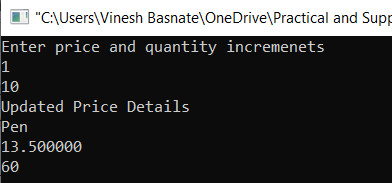 "C:\Users\Vinesh Basnate\OneDrive\Practical and Supp
Enter price and quantity incremenets
1
10
Updated Price Details
Pen
13.500000
60